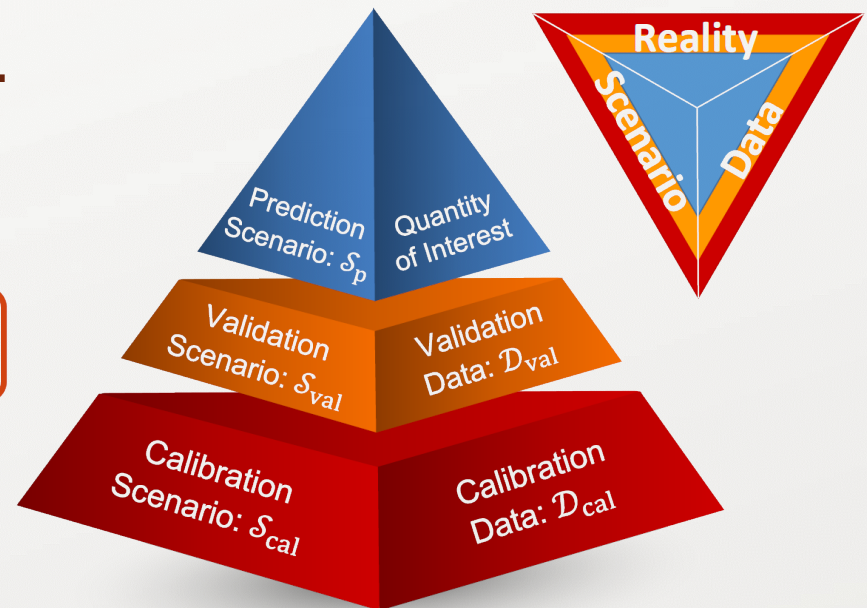 Reality
Scenario
Data
Prediction
Scenario: 𝒮p
Quantity
of Interest
Validation
Scenario: 𝒮val
Validation
Data: 𝒟val
Calibration
Scenario: 𝒮cal
Calibration
Data: 𝒟cal